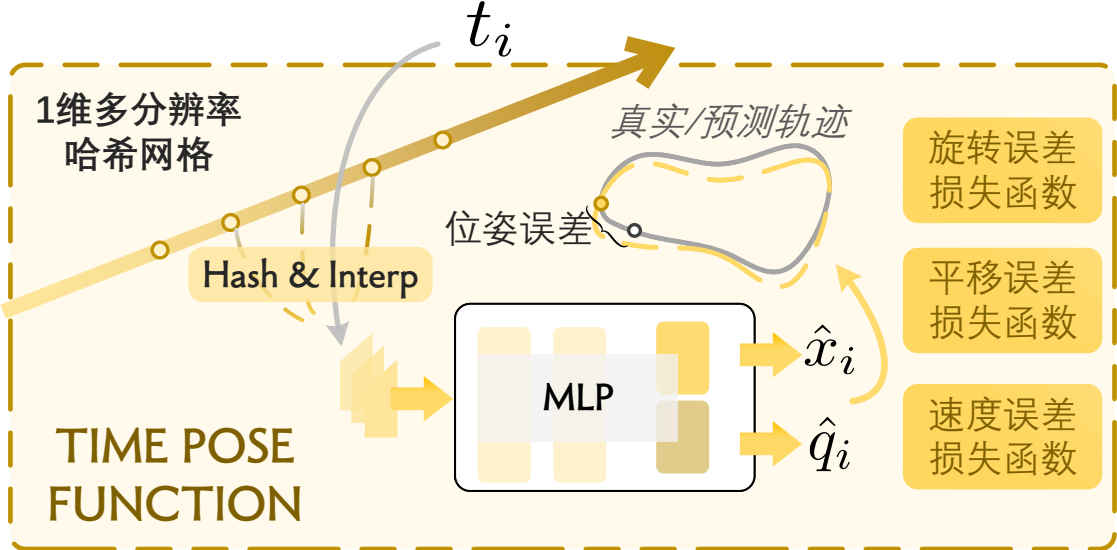 t_i
1维多分辨率
哈希网格
真实/预测轨迹
位姿误差
Hash & Interp
MLP
x̂_i
q̂_i
旋转误差
损失函数
平移误差
损失函数
速度误差
损失函数
TIME POSE
FUNCTION